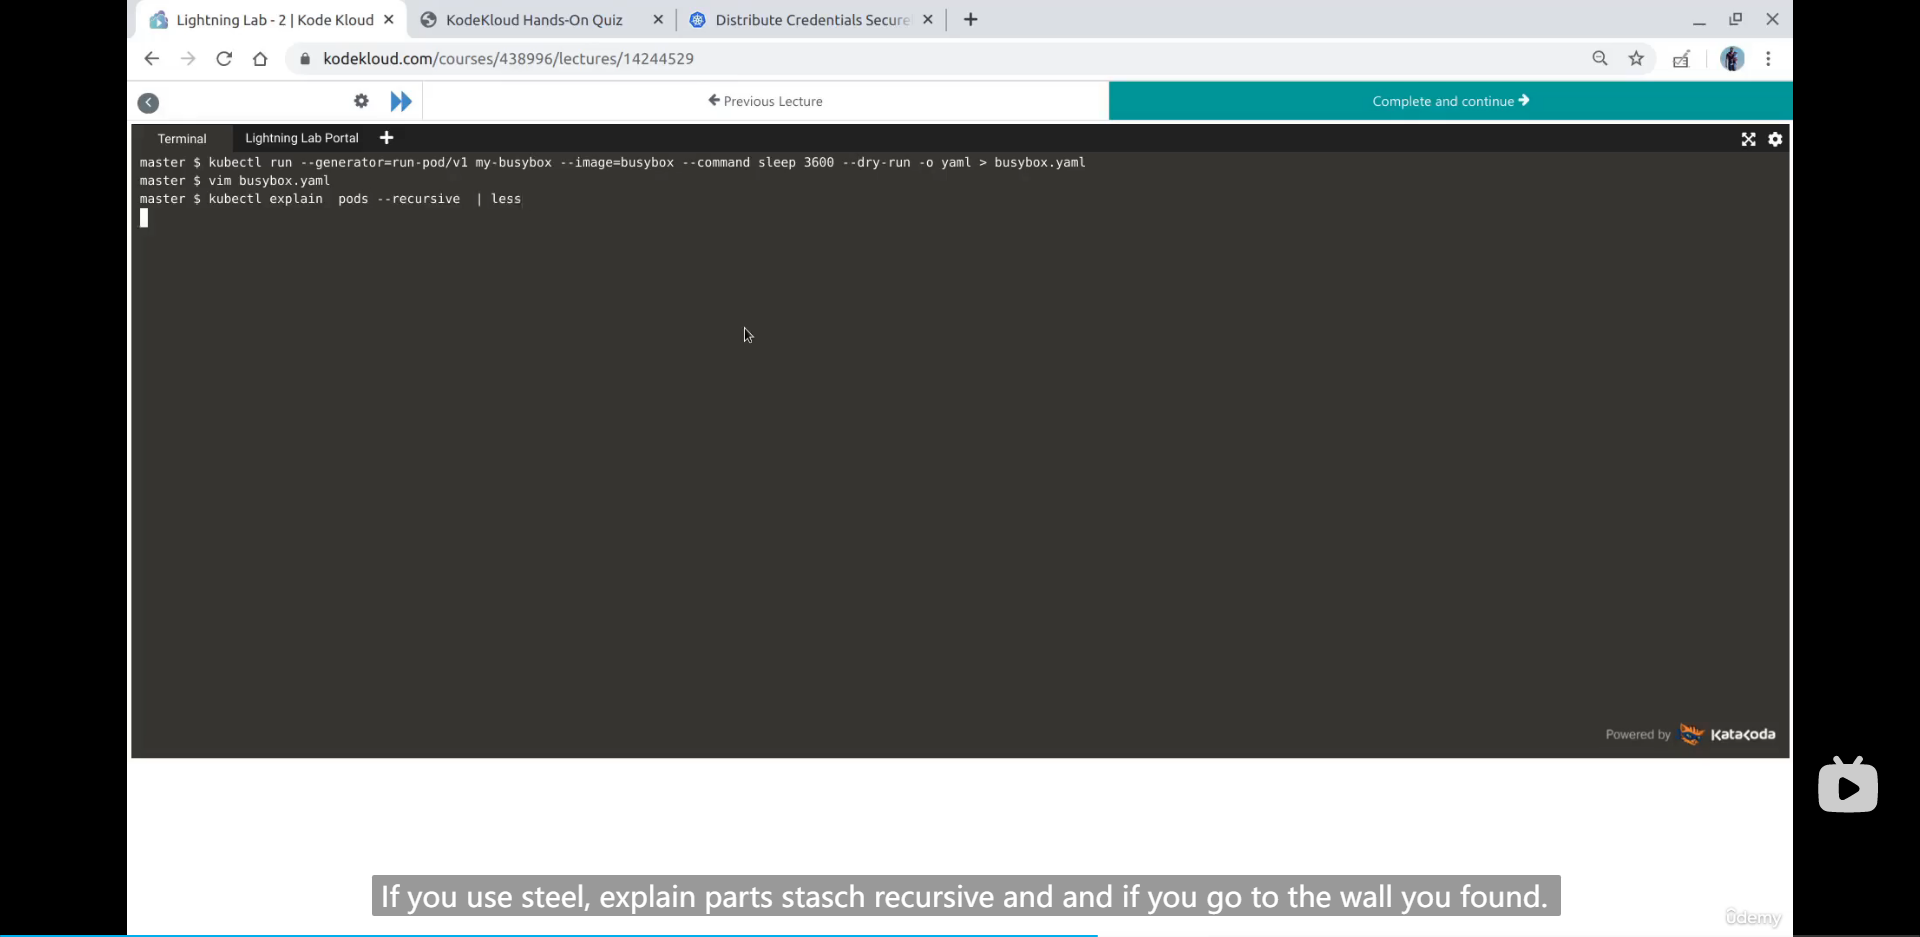 Lightning Lab - 2 | Kode Kloud
KodeKloud Hands-On Quiz
Distribute Credentials Secure
kodekloud.com/courses/438996/lectures/14244529
Previous Lecture
Complete and continue
Terminal
Lightning Lab Portal
master $ kubectl run --generator=run-pod/v1 my-busybox --image=busybox --command sleep 3600 --dry-run -o yaml > busybox.yaml
master $ vim busybox.yaml
master $ kubectl explain  pods --recursive  | less
Powered by Katacoda
If you use steel, explain parts stasch recursive and and if you go to the wall you found.
ûdemy